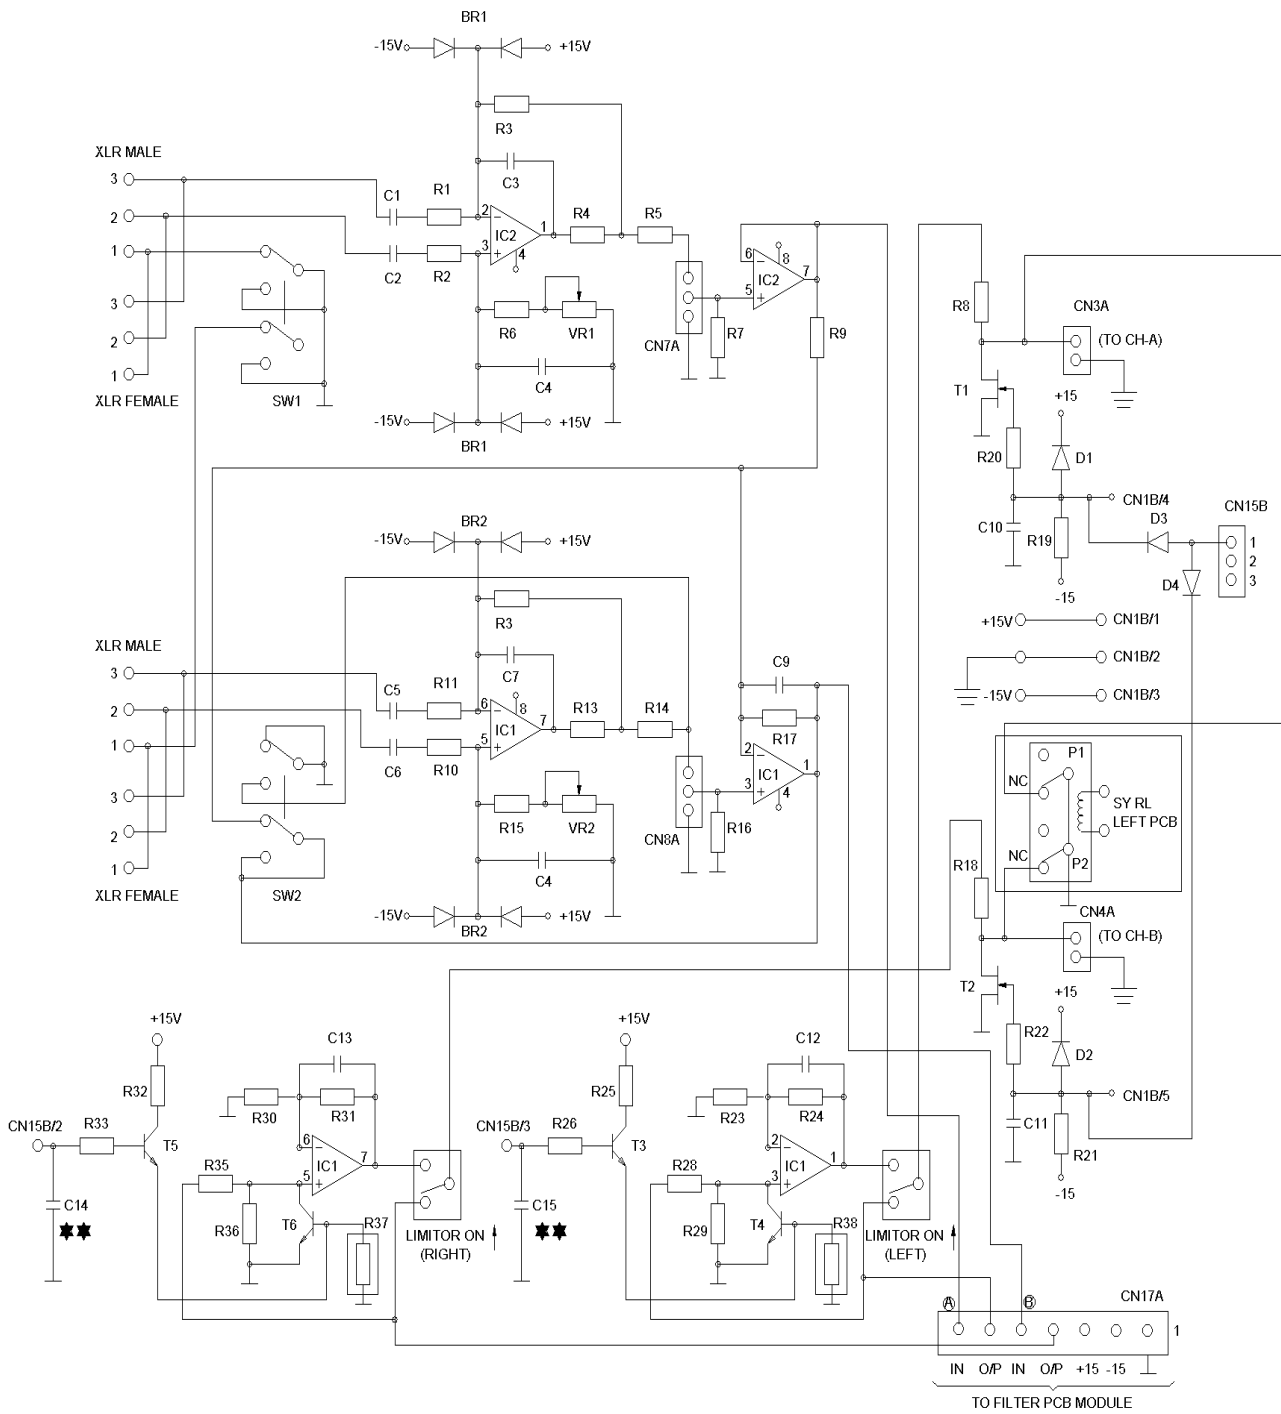 BR1
-15V
+15V
R3
XLR MALE
3
2
1
3
2
1
XLR FEMALE
C1
R1
C3
2
−
IC2
3
+
1
4
C2
R2
R4
R5
R6
VR1
C4
CN7A
6
−
8
IC2
7
5
+
R7
R9
SW1
-15V
+15V
BR1
R8
CN3A
(TO CH-A)
T1
+15
R20
D1
CN1B/4
C10
R19
-15
D3
CN15B
1
2
3
D4
+15V
CN1B/1
CN1B/2
-15V
CN1B/3
BR2
-15V
+15V
R3
XLR MALE
3
2
1
3
2
1
XLR FEMALE
C5
R11
C7
6
−
8
IC1
7
5
+
C6
R10
R13
R14
R15
VR2
C4
CN8A
C9
R17
2
−
IC1
1
3
+
4
R16
SW2
-15V
+15V
BR2
P1
NC
SY RL
LEFT PCB
NC
P2
R18
CN4A
(TO CH-B)
T2
+15
R22
D2
CN1B/5
C11
R21
-15
+15V
R32
CN15B/2
R33
T5
C14
★★
C13
R30
R31
6
−
IC1
7
5
+
R35
R36
T6
R37
LIMITOR ON
(RIGHT)
+15V
R25
CN15B/3
R26
T3
C15
★★
C12
R23
R24
2
−
IC1
1
3
+
R28
R29
T4
R38
LIMITOR ON
(LEFT)
A
B
CN17A
1
IN O/P IN O/P +15 -15
TO FILTER PCB MODULE